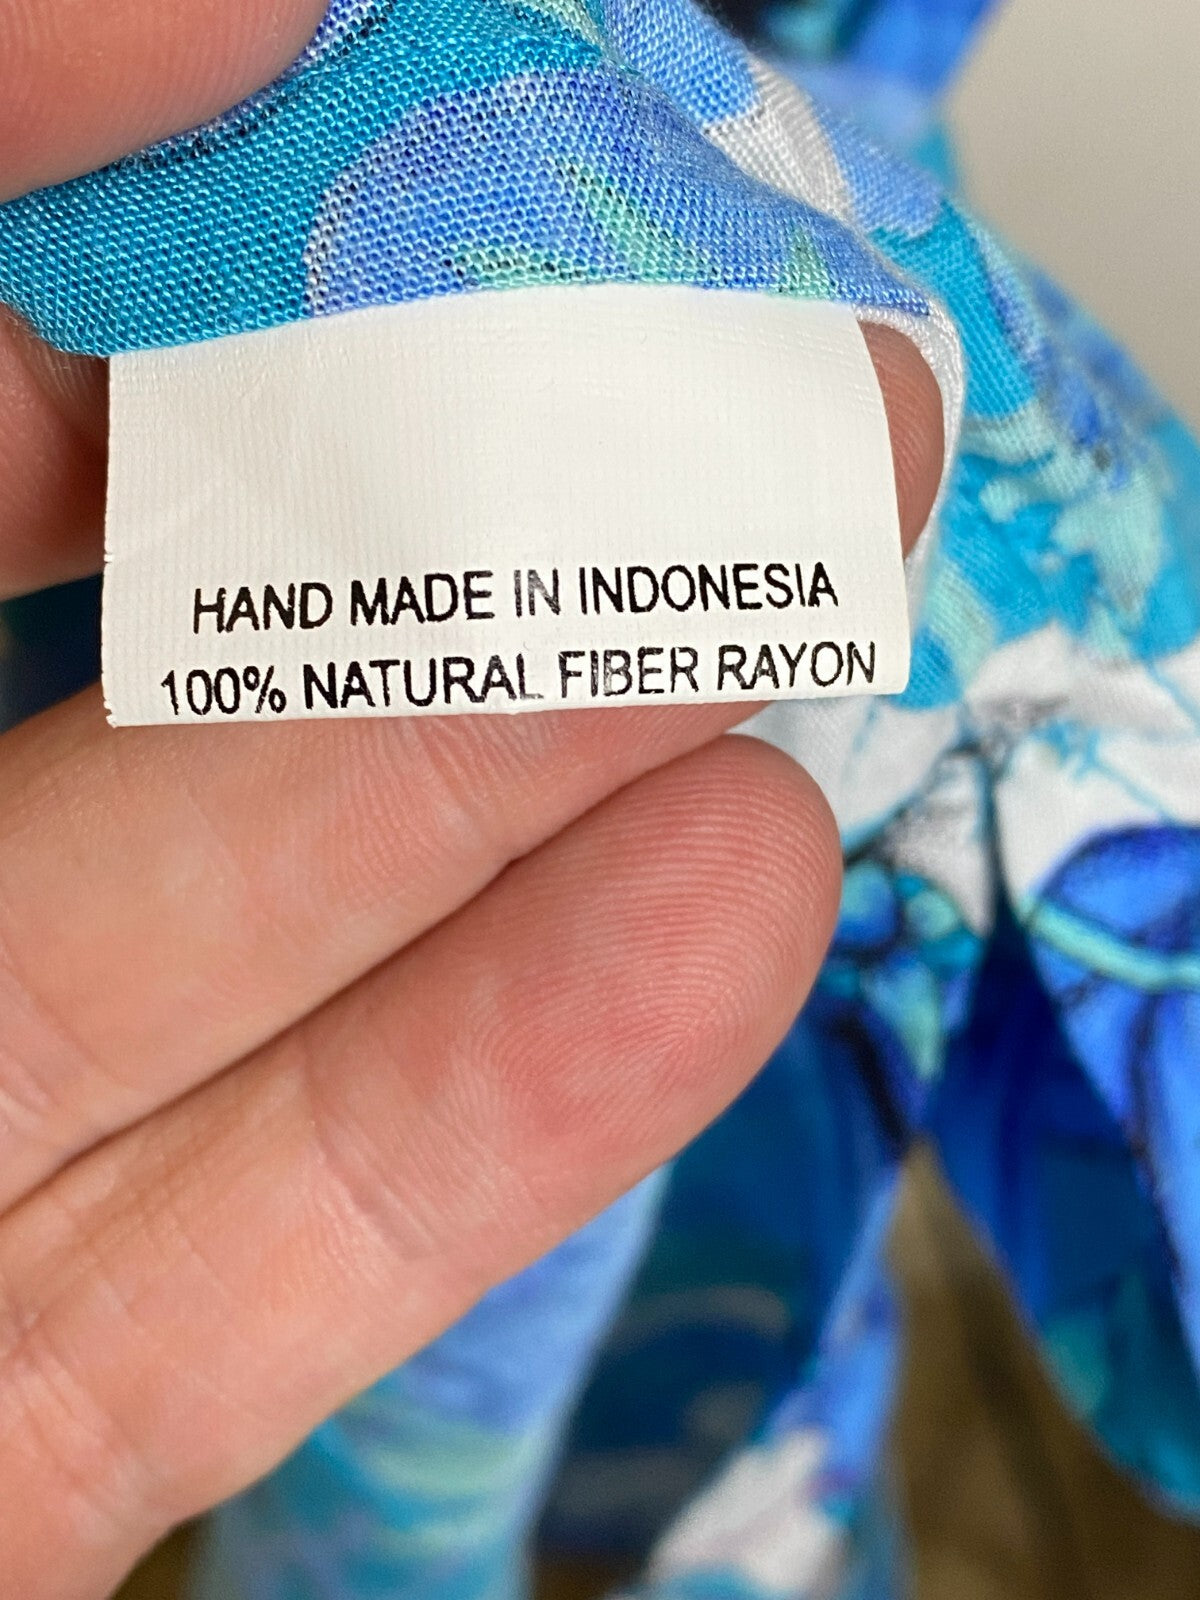 HAND MADE IN INDONESIA
100% NATURAL FIBER RAYON